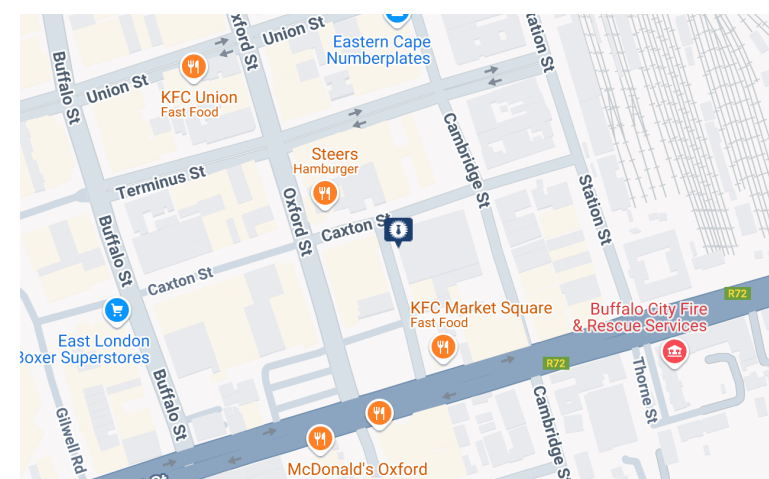 Buffalo St
Union St
KFC Union
Fast Food
xford St
Union St
Eastern Cape
Numberplates
tation St
Terminus St
Steers
Hamburger
Cambridge St
Oxford St
Caxton St
Station St
Buffalo St
Caxton St
East London
Boxer Superstores
KFC Market Square
Fast Food
R72
Buffalo City Fire
& Rescue Services
R72
Buffalo St
Gilwell Rd
McDonald's Oxford
Cambridge S
Thorne St
St